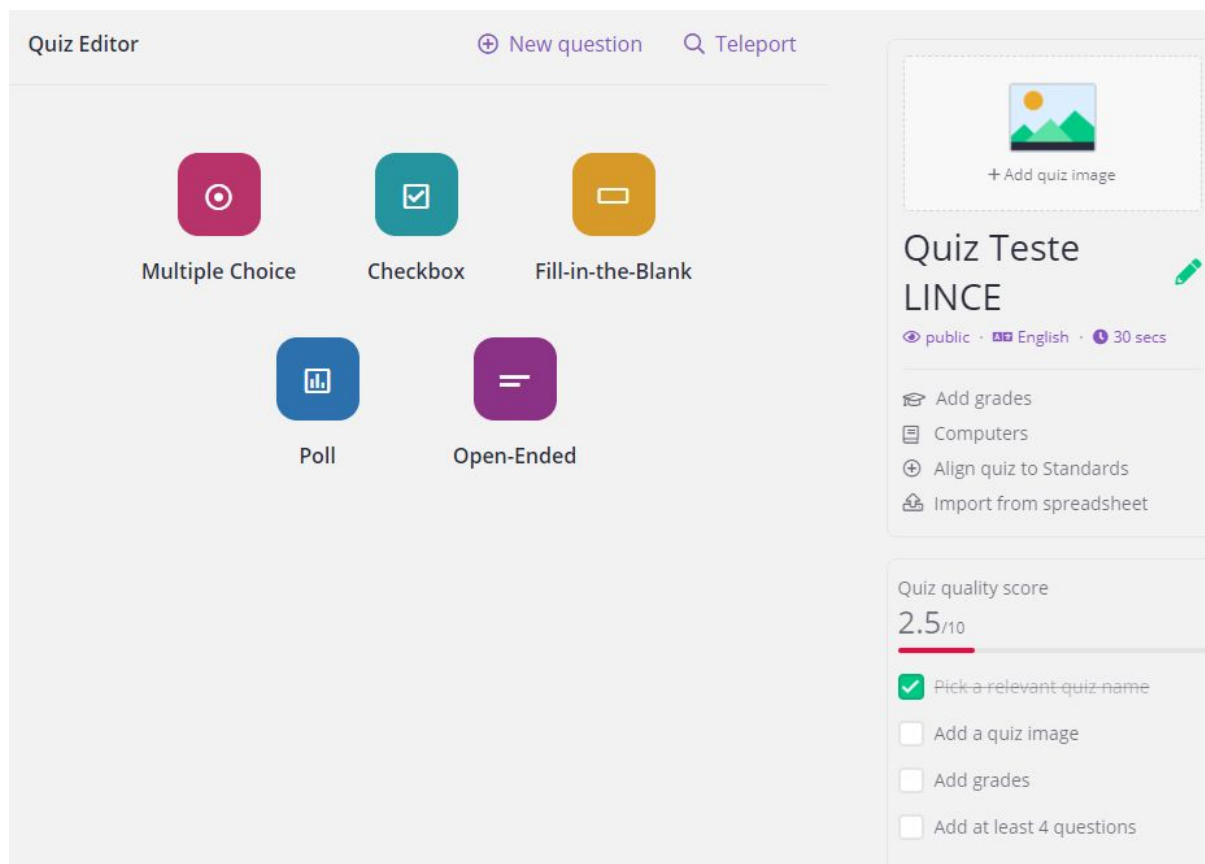 Quiz Editor
New question
Teleport
Multiple Choice
Checkbox
Fill-in-the-Blank
Poll
Open-Ended
+ Add quiz image
Quiz Teste
LINCE
public · English · 30 secs
Add grades
Computers
Align quiz to Standards
Import from spreadsheet
Quiz quality score
2.5/10
Pick a relevant quiz name
Add a quiz image
Add grades
Add at least 4 questions